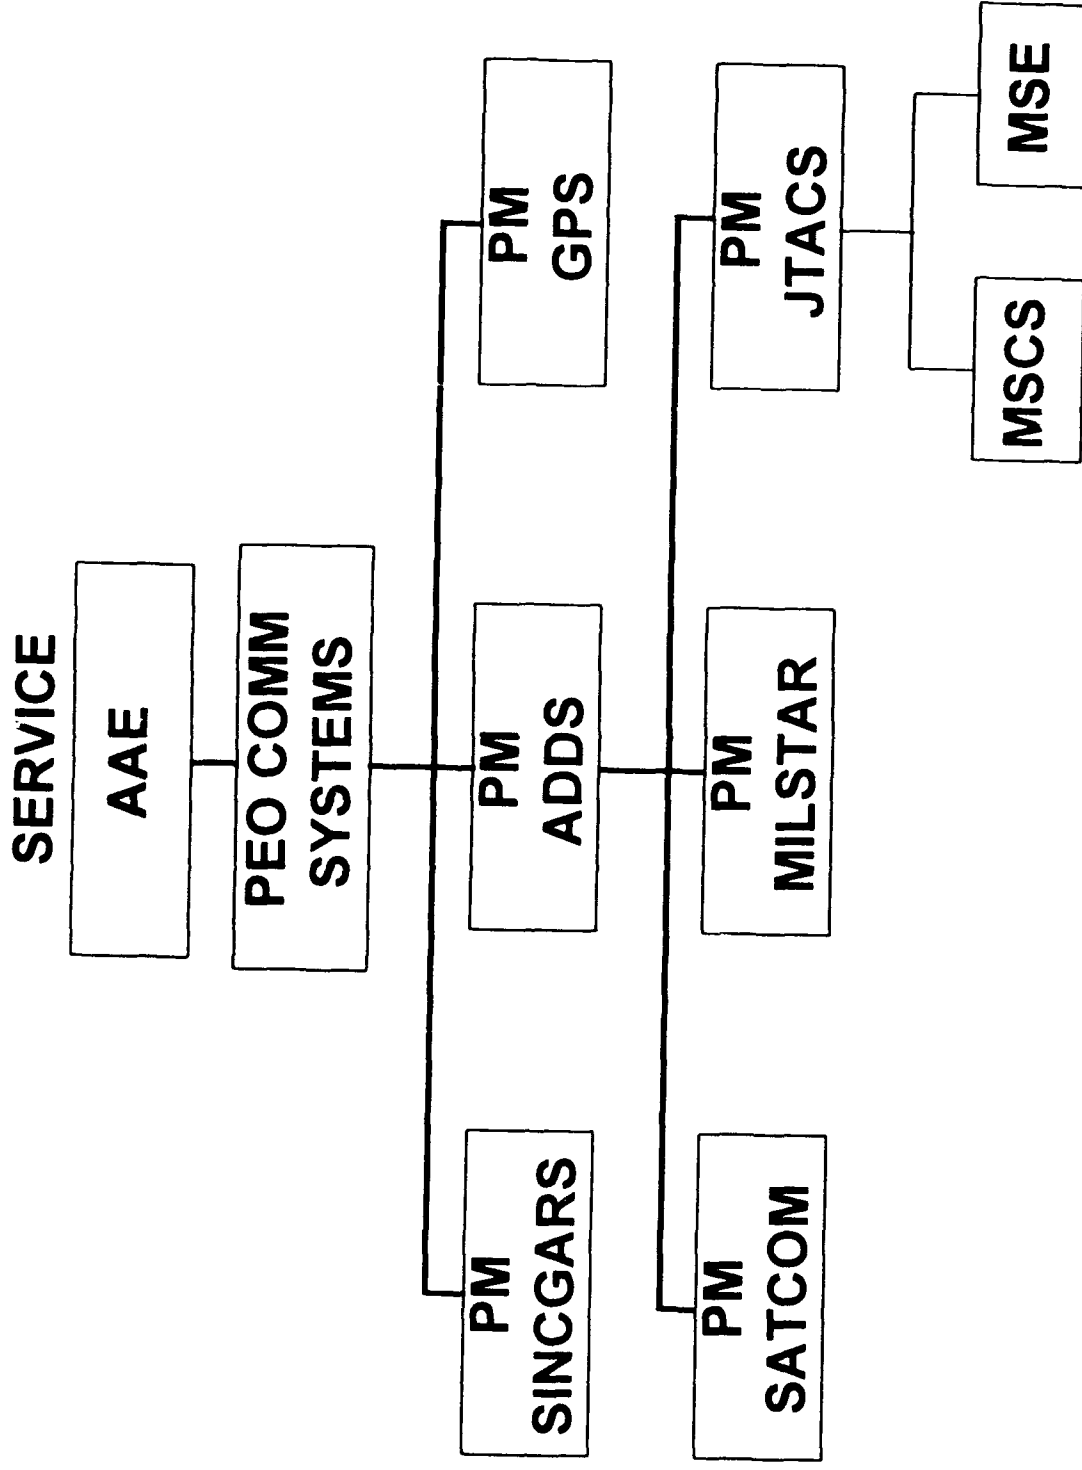 SERVICE
AAE
PEO COMM
SYSTEMS
PM
SINCGARS
PM
ADDS
PM
GPS
PM
SATCOM
PM
MILSTAR
PM
JTACS
MSCS
MSE